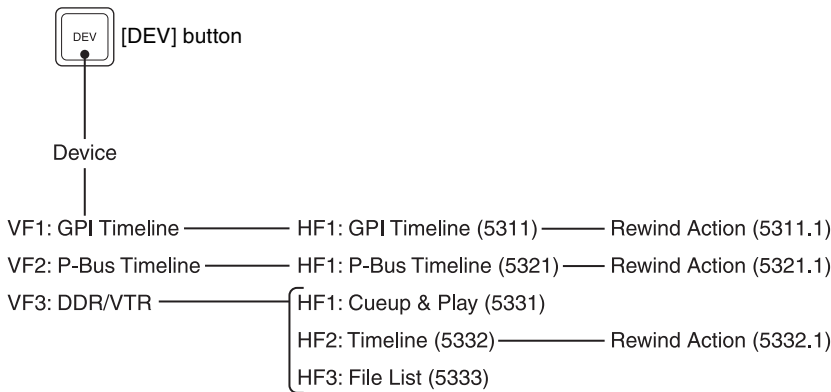 DEV
[DEV] button
Device
VF1: GPI Timeline HF1: GPI Timeline (5311) Rewind Action (5311.1)
VF2: P-Bus Timeline HF1: P-Bus Timeline (5321) Rewind Action (5321.1)
VF3: DDR/VTR HF1: Cueup & Play (5331)
HF2: Timeline (5332) Rewind Action (5332.1)
HF3: File List (5333)